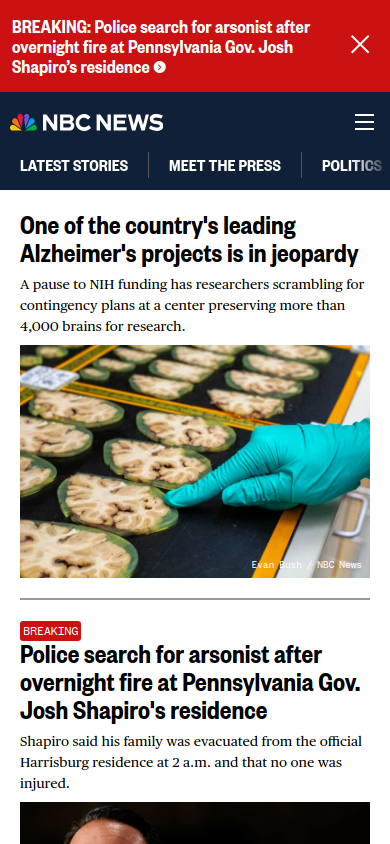 BREAKING: Police search for arsonist after
overnight fire at Pennsylvania Gov. Josh
Shapiro’s residence
NBC NEWS
LATEST STORIES
MEET THE PRESS
POLITICS
One of the country's leading
Alzheimer's projects is in jeopardy
A pause to NIH funding has researchers scrambling for
contingency plans at a center preserving more than
4,000 brains for research.
Evan Bush / NBC News
BREAKING
Police search for arsonist after
overnight fire at Pennsylvania Gov.
Josh Shapiro's residence
Shapiro said his family was evacuated from the official
Harrisburg residence at 2 a.m. and that no one was
injured.